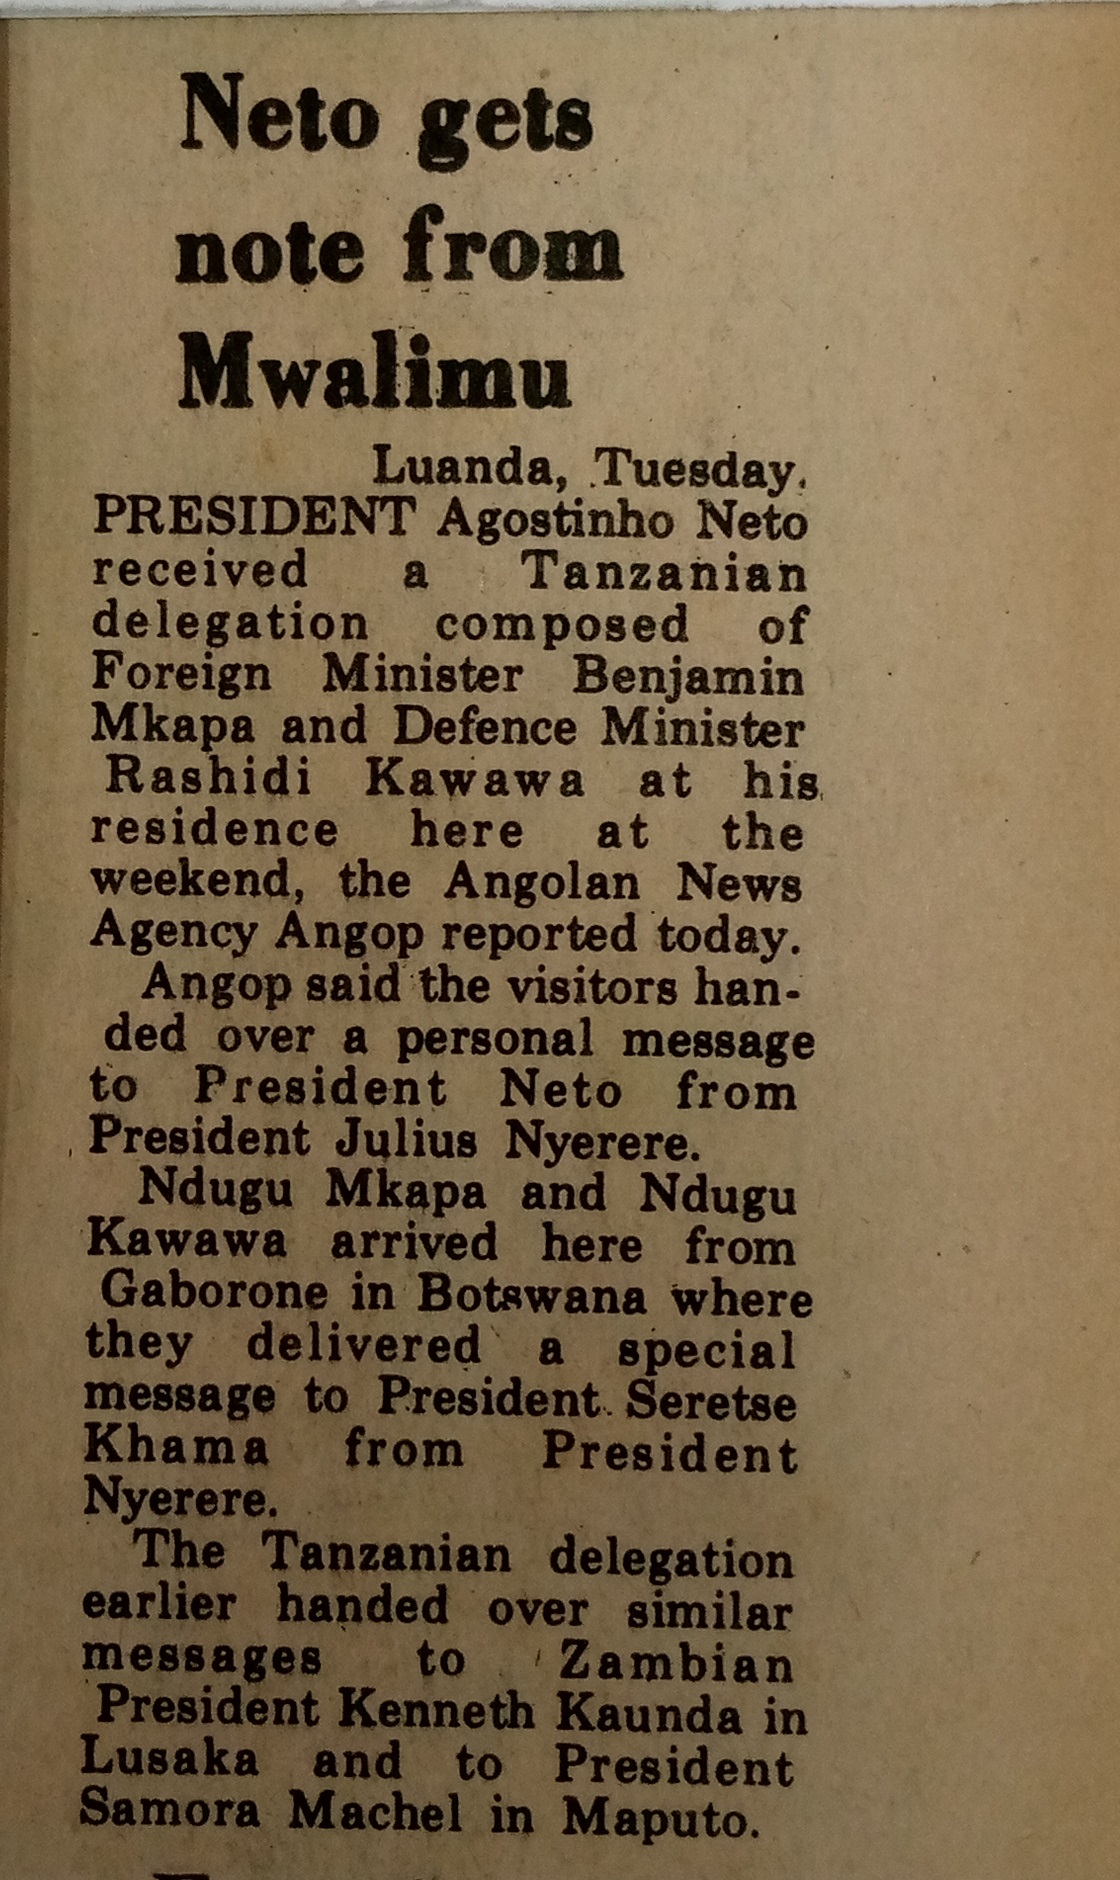 Neto gets
note from
Mwalimu
Luanda, Tuesday.
PRESIDENT Agostinho Neto
received a Tanzanian
delegation composed of
Foreign Minister Benjamin
Mkapa and Defence Minister
Rashidi Kawawa at his
residence here at the
weekend, the Angolan News
Agency Angop reported today.
Angop said the visitors han-
ded over a personal message
to President Neto from
President Julius Nyerere.
Ndugu Mkapa and Ndugu
Kawawa arrived here from
Gaborone in Botswana where
they delivered a special
message to President Seretse
Khama from President
Nyerere.
The Tanzanian delegation
earlier handed over similar
messages to Zambian
President Kenneth Kaunda in
Lusaka and to President
Samora Machel in Maputo.